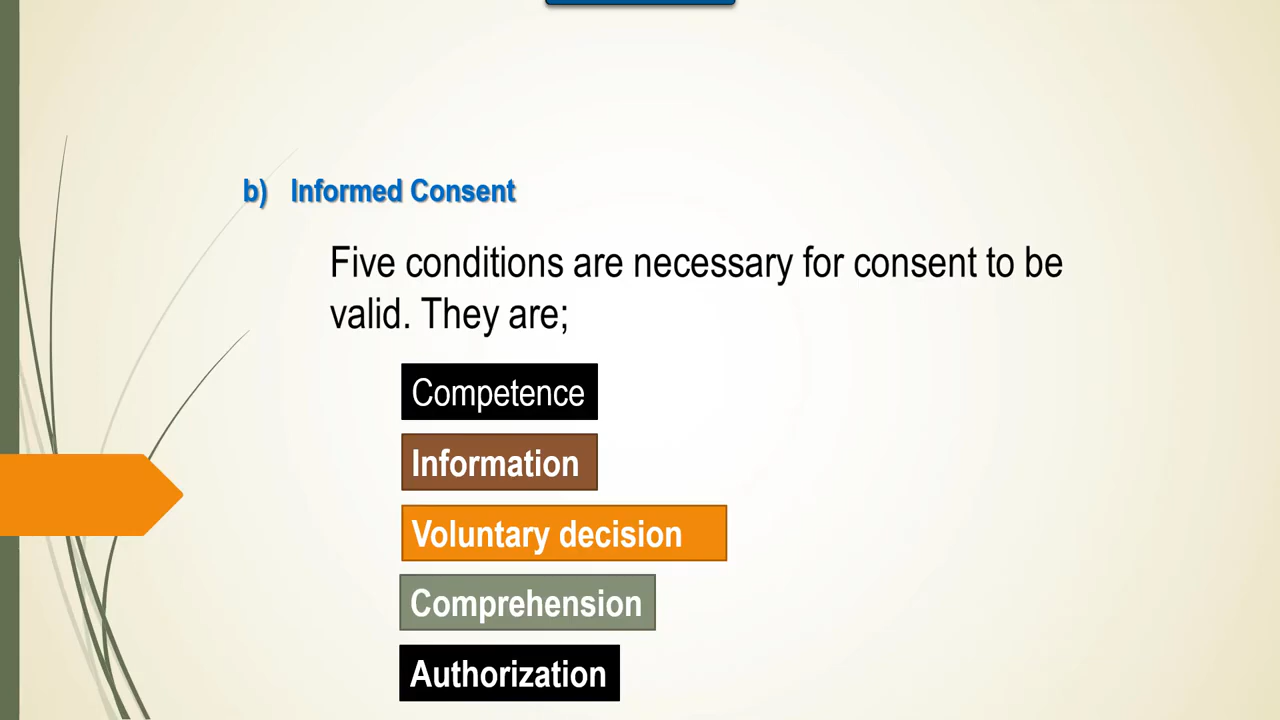 b) Informed Consent
Five conditions are necessary for consent to be
valid. They are;
Competence
Information
Voluntary decision
Comprehension
Authorization